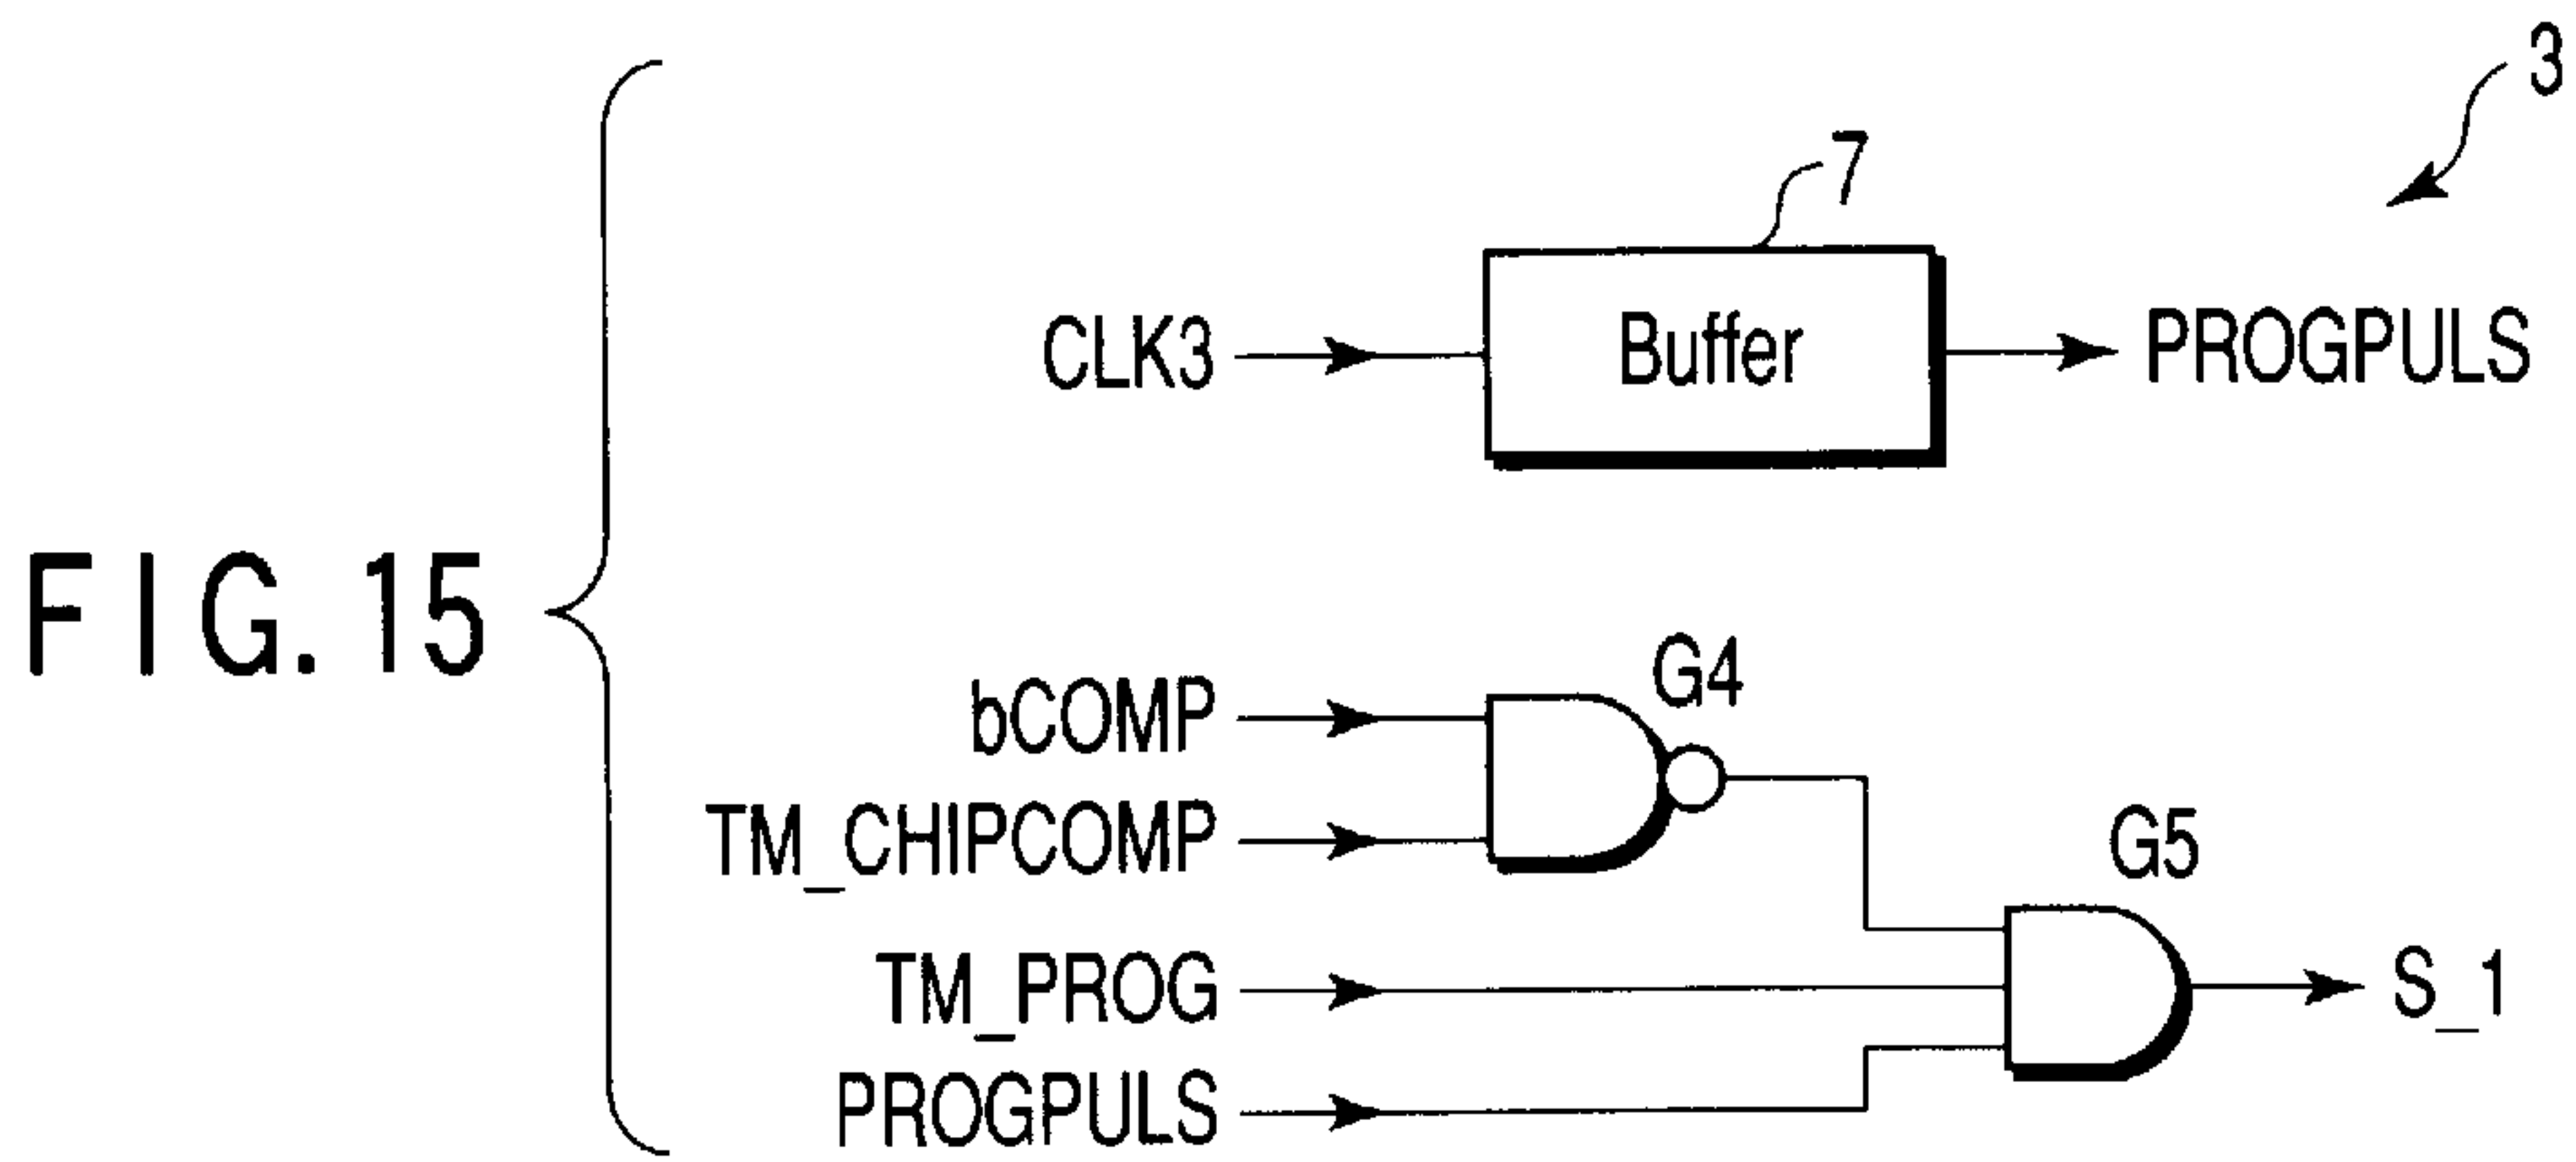 3
7
CLK3
Buffer
PROGPULS
FIG.15
G4
bCOMP
TM_CHIPCOMP
G5
TM_PROG
S_1
PROGPULS